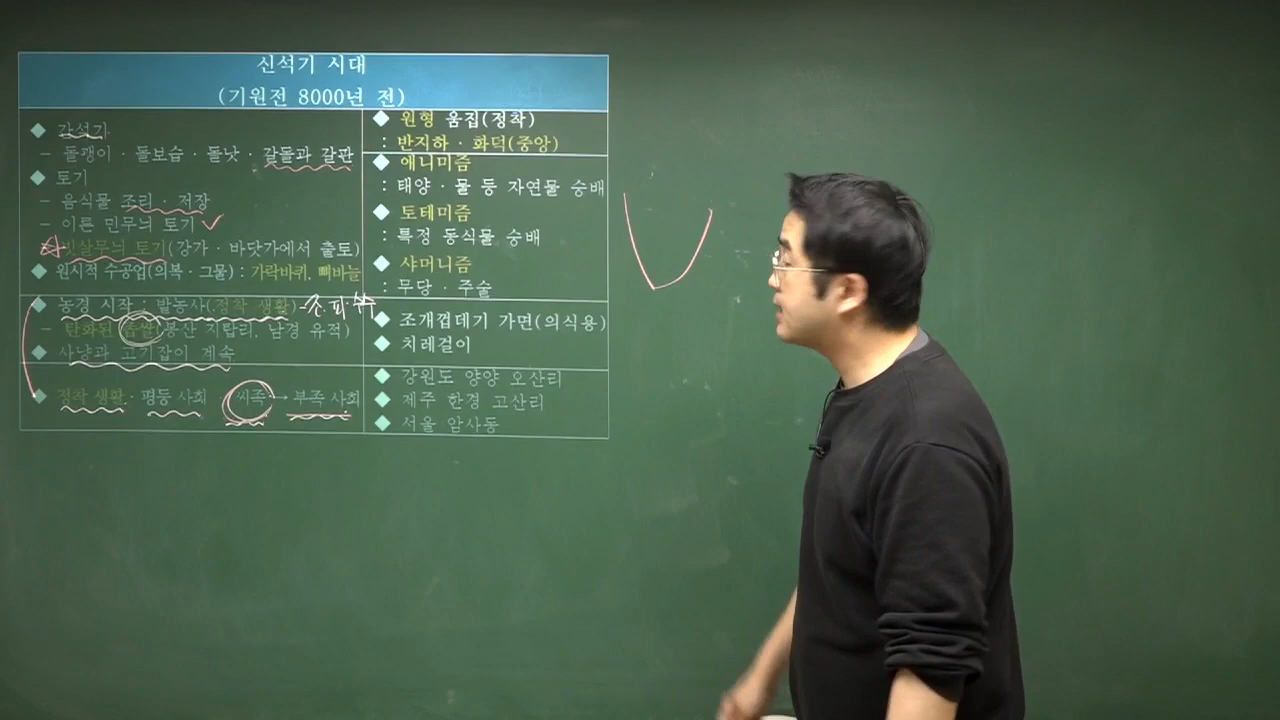 신석기 시대
(기원전 8000년 전)
◆ 간석기
- 돌괭이 · 돌보습 · 돌낫 · 갈돌과 갈판
◆ 토기
- 음식물 조리 · 저장
- 이른 민무늬 토기 ✓
빗살무늬 토기(강가 · 바닷가에서 출토)
◆ 원시적 수공업(의복 · 그물) : 가락바퀴, 뼈바늘
◆ 농경 시작 : 밭농사(정착 생활) - 조.피.수
- 탄화된 좁쌀(봉산 지탑리, 남경 유적)
◆ 사냥과 고기잡이 계속
◆ 정착 생활 · 평등 사회 씨족 → 부족 사회
◆ 원형 움집(정착)
: 반지하 · 화덕(중앙)
◆ 애니미즘
: 태양 · 물 등 자연물 숭배
◆ 토테미즘
: 특정 동식물 숭배
◆ 샤머니즘
: 무당 · 주술
◆ 조개껍데기 가면(의식용)
◆ 치레걸이
◆ 강원도 양양 오산리
◆ 제주 한경 고산리
◆ 서울 암사동